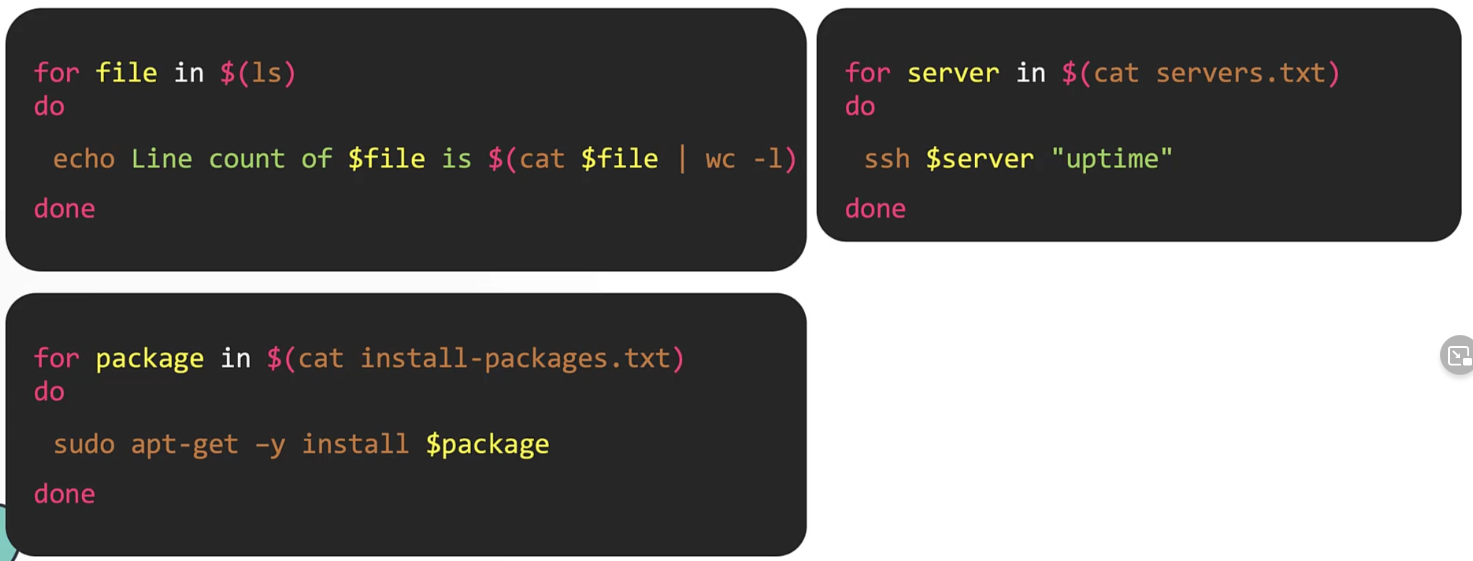 for file in $(ls)
do
echo Line count of $file is $(cat $file | wc -l)
done
for server in $(cat servers.txt)
do
ssh $server "uptime"
done
for package in $(cat install-packages.txt)
do
sudo apt-get –y install $package
done